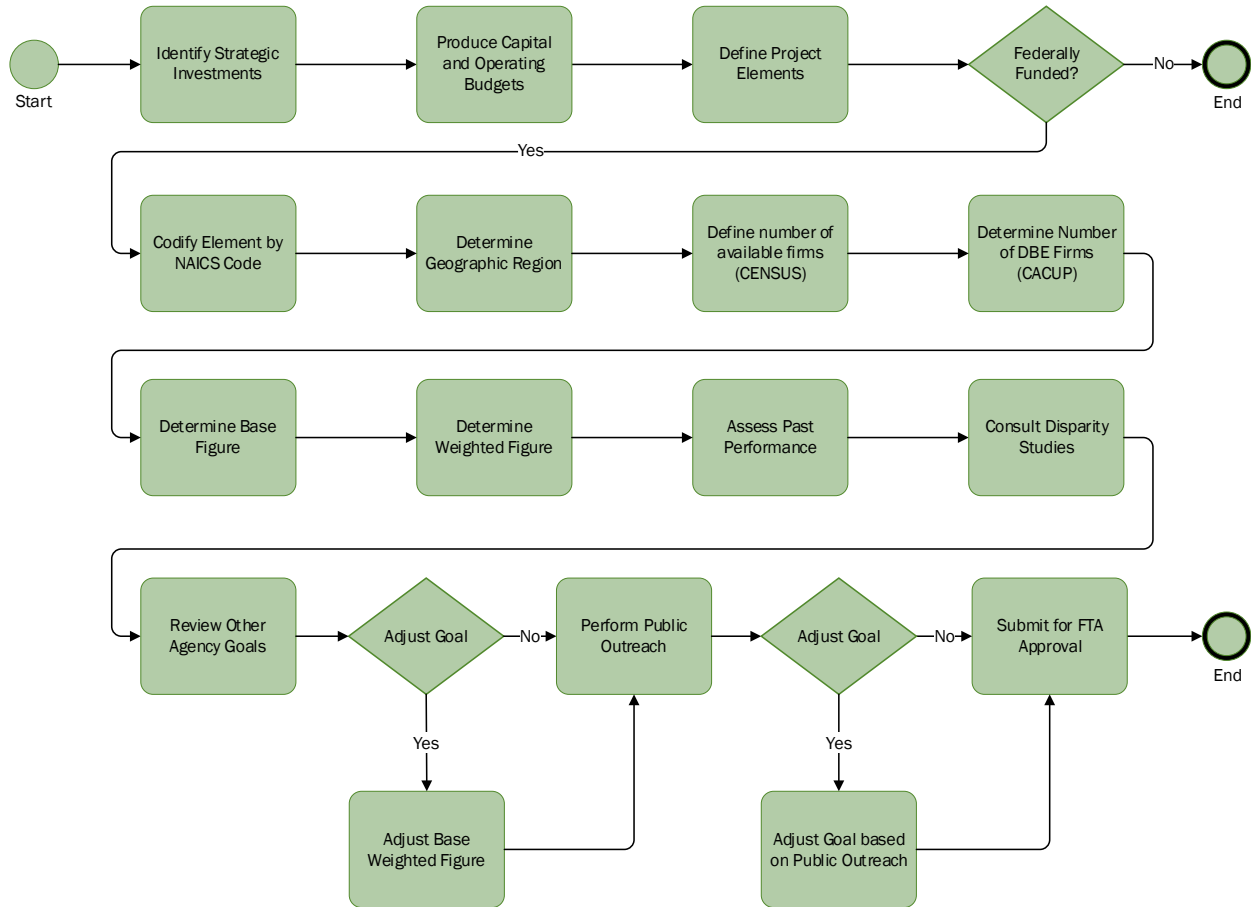 Start
Identify Strategic
Investments
Produce Capital
and Operating
Budgets
Define Project
Elements
Federally
Funded?
No
End
Yes
Codify Element by
NAICS Code
Determine
Geographic Region
Define number of
available firms
(CENSUS)
Determine Number
of DBE Firms
(CACUP)
Determine Base
Figure
Determine
Weighted Figure
Assess Past
Performance
Consult Disparity
Studies
Review Other
Agency Goals
Adjust Goal
No
Perform Public
Outreach
Adjust Goal
No
Submit for FTA
Approval
End
Yes
Yes
Adjust Base
Weighted Figure
Adjust Goal based
on Public Outreach